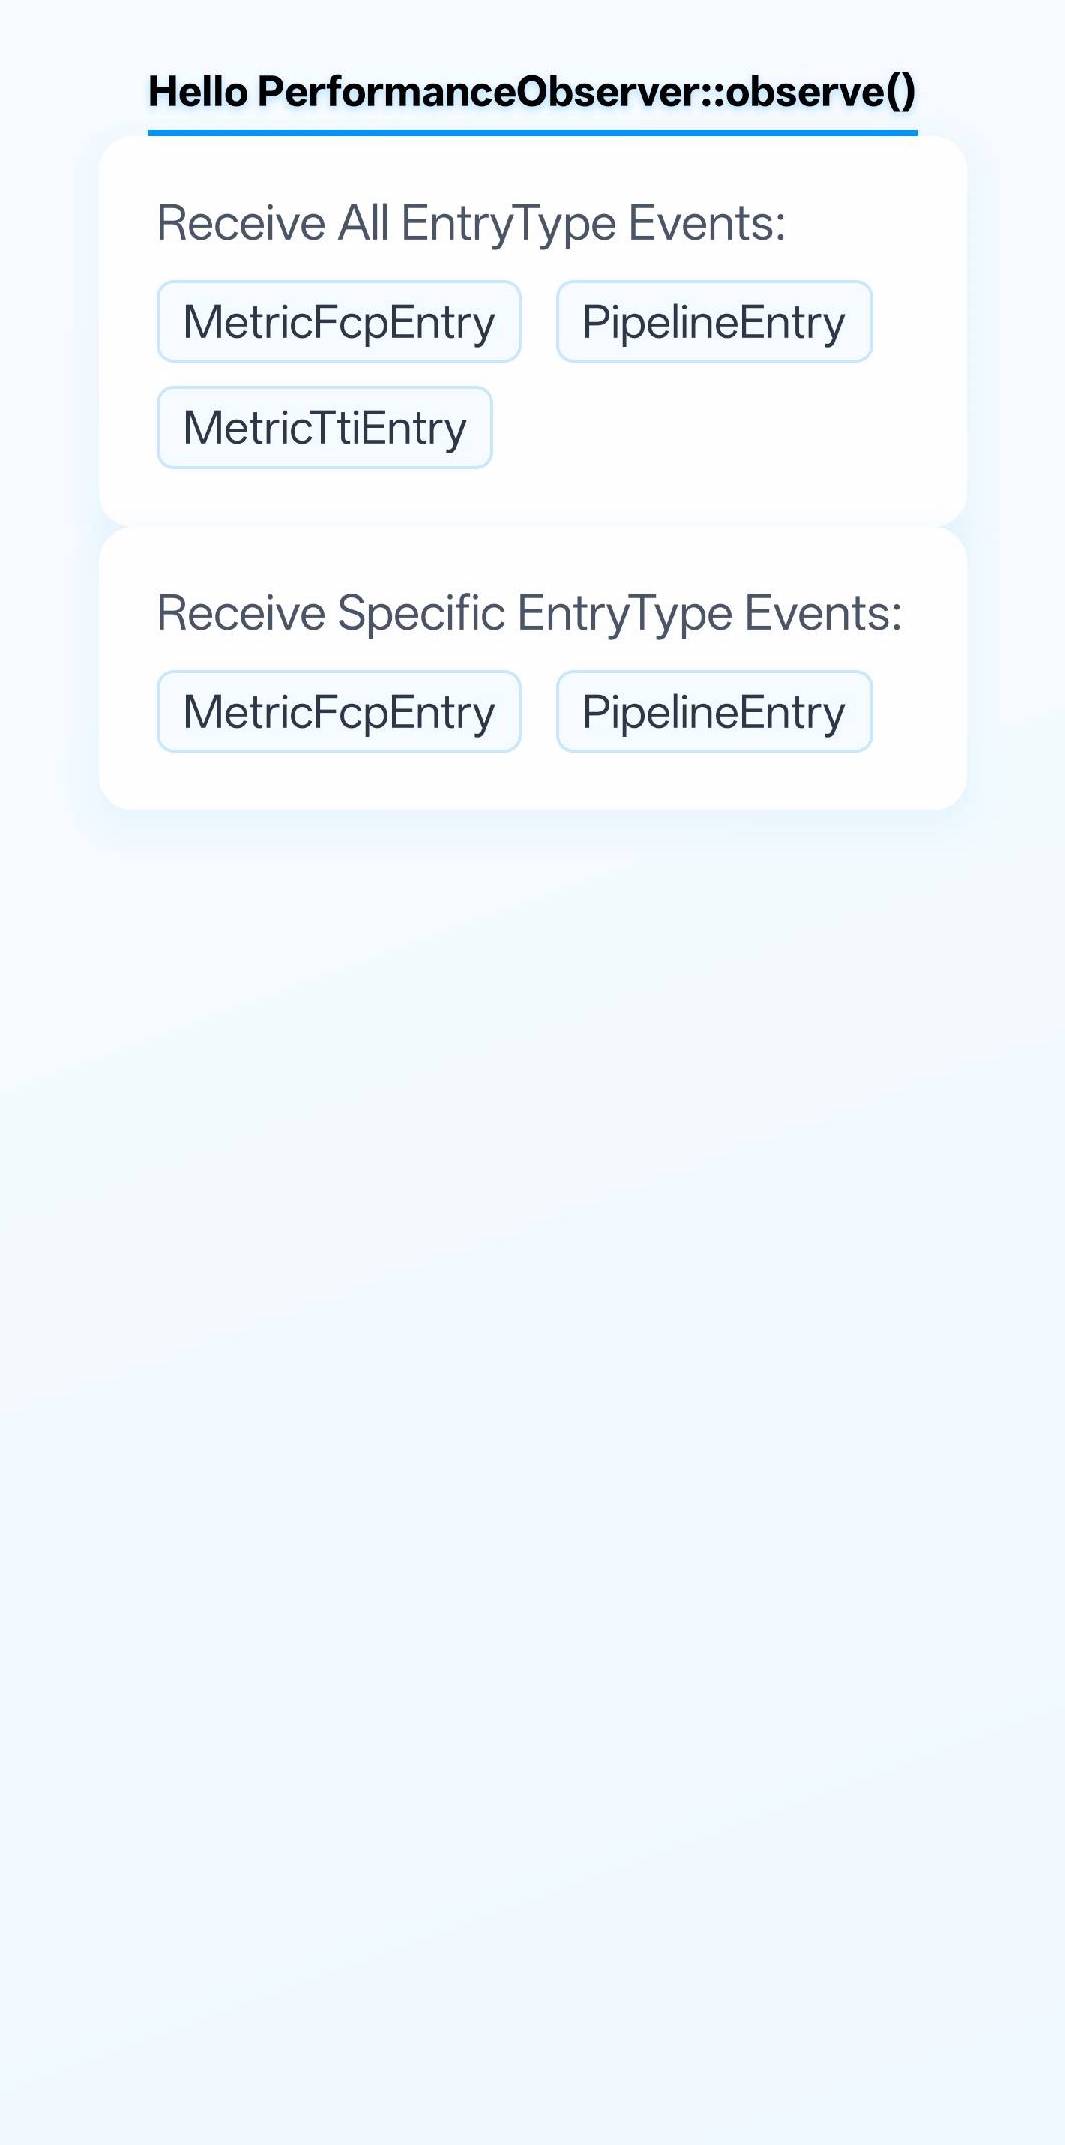 Hello PerformanceObserver::observe()
Receive All EntryType Events:
MetricFcpEntry PipelineEntry
MetricTtiEntry
Receive Specific EntryType Events:
MetricFcpEntry PipelineEntry